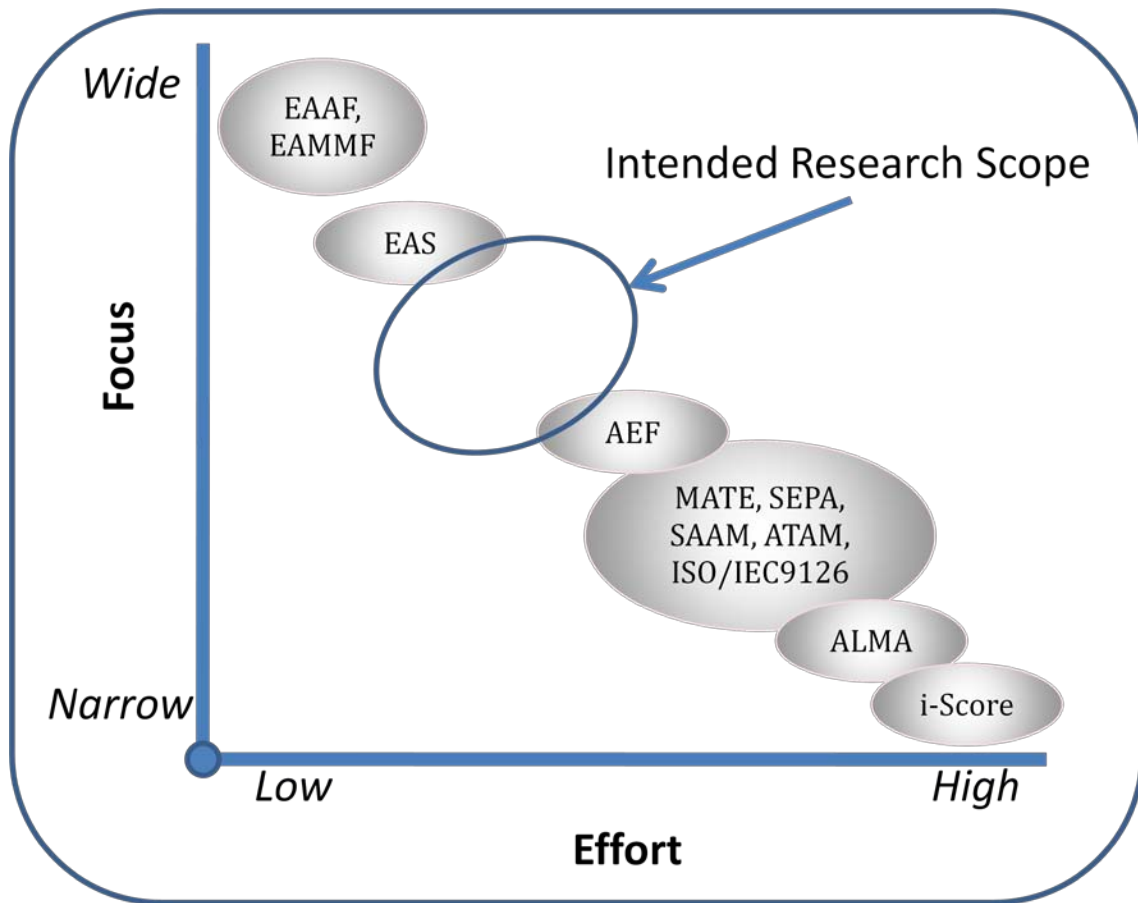 Wide
EAAF,
EAMMF
Intended Research Scope
EAS
Focus
AEF
MATE, SEPA,
SAAM, ATAM,
ISO/IEC9126
ALMA
Narrow
i-Score
Low
High
Effort